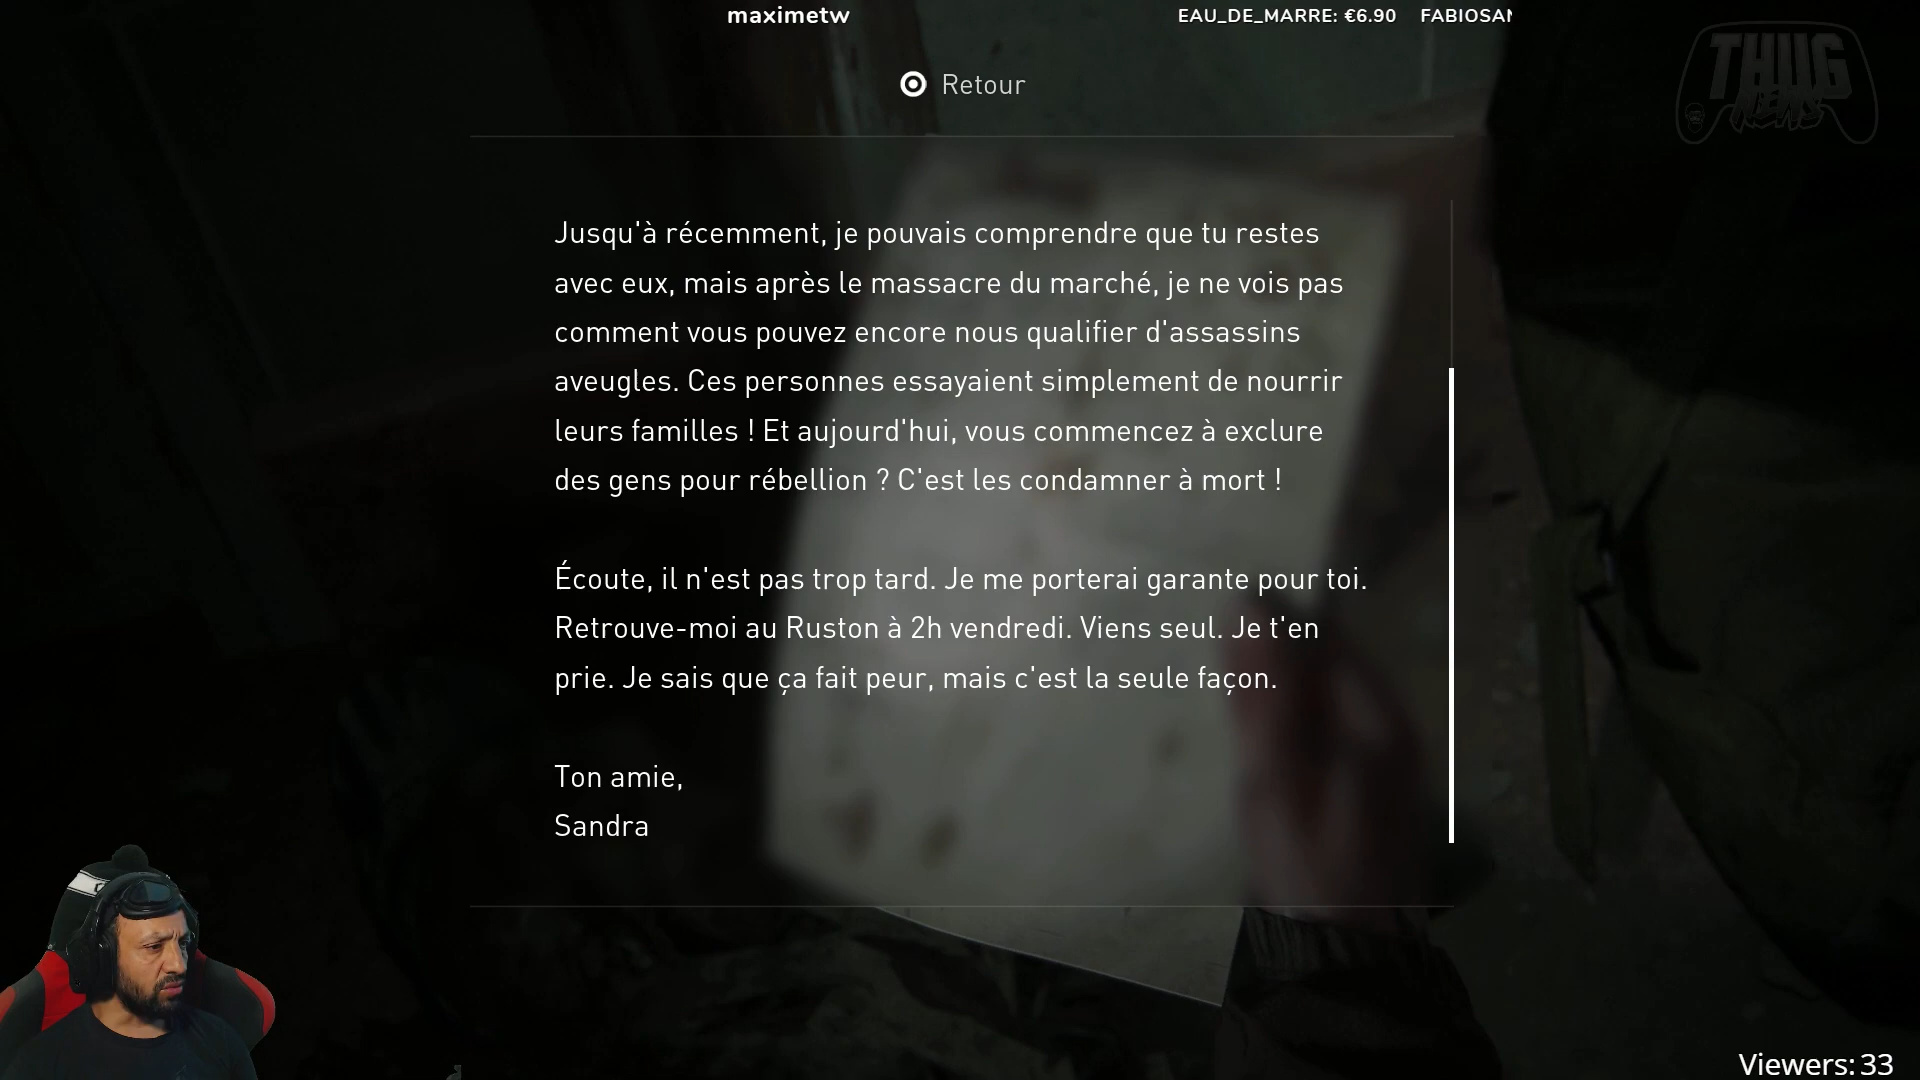 maximetw
EAU_DE_MARRE: €6.90 FABIOSAN
Retour
THUG
NEWS
Jusqu'à récemment, je pouvais comprendre que tu restes
avec eux, mais après le massacre du marché, je ne vois pas
comment vous pouvez encore nous qualifier d'assassins
aveugles. Ces personnes essayaient simplement de nourrir
leurs familles ! Et aujourd'hui, vous commencez à exclure
des gens pour rébellion ? C'est les condamner à mort !
Écoute, il n'est pas trop tard. Je me porterai garante pour toi.
Retrouve-moi au Ruston à 2h vendredi. Viens seul. Je t'en
prie. Je sais que ça fait peur, mais c'est la seule façon.
Ton amie,
Sandra
Viewers: 33